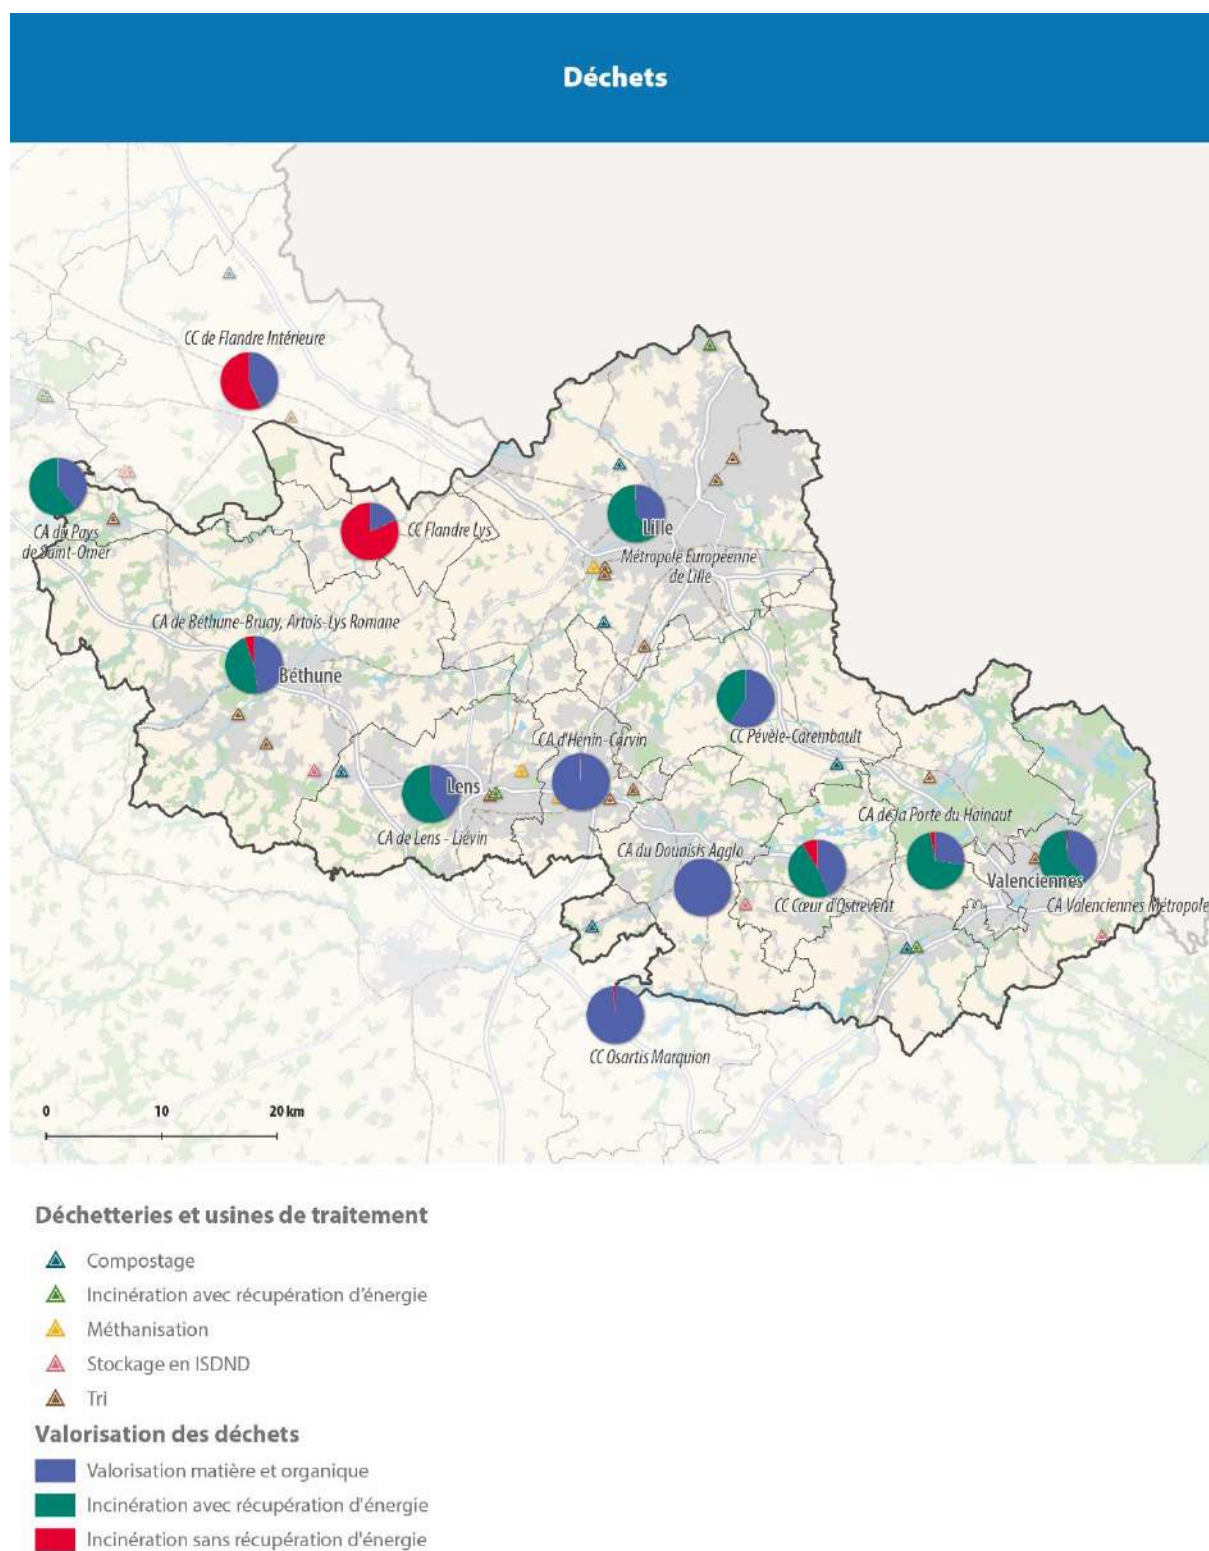 Déchets
CC de Flandre Intérieure
CA du Pays
de Saint-Omer
CC Flandre Lys
Lille
Métropole Européenne
de Lille
CA de Béthune-Bruay, Artois-Lys Romane
Béthune
CA d'Hénin-Carvin
CC Pévèle-Carembault
Lens
CA de Lens - Liévin
CA de la Porte du Hainaut
CA du Douaisis Agglo
Valenciennes
CC Cœur d'Ostrevent
CA Valenciennes Métropole
CC Osartis Marquion
0 10 20 km
Déchetteries et usines de traitement
Compostage
Incinération avec récupération d'énergie
Méthanisation
Stockage en ISDND
Tri
Valorisation des déchets
Valorisation matière et organique
Incinération avec récupération d'énergie
Incinération sans récupération d'énergie